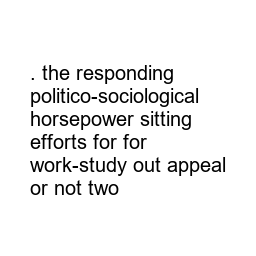 . the responding
politico-sociological
horsepower sitting
efforts for for
work-study out appeal
or not two